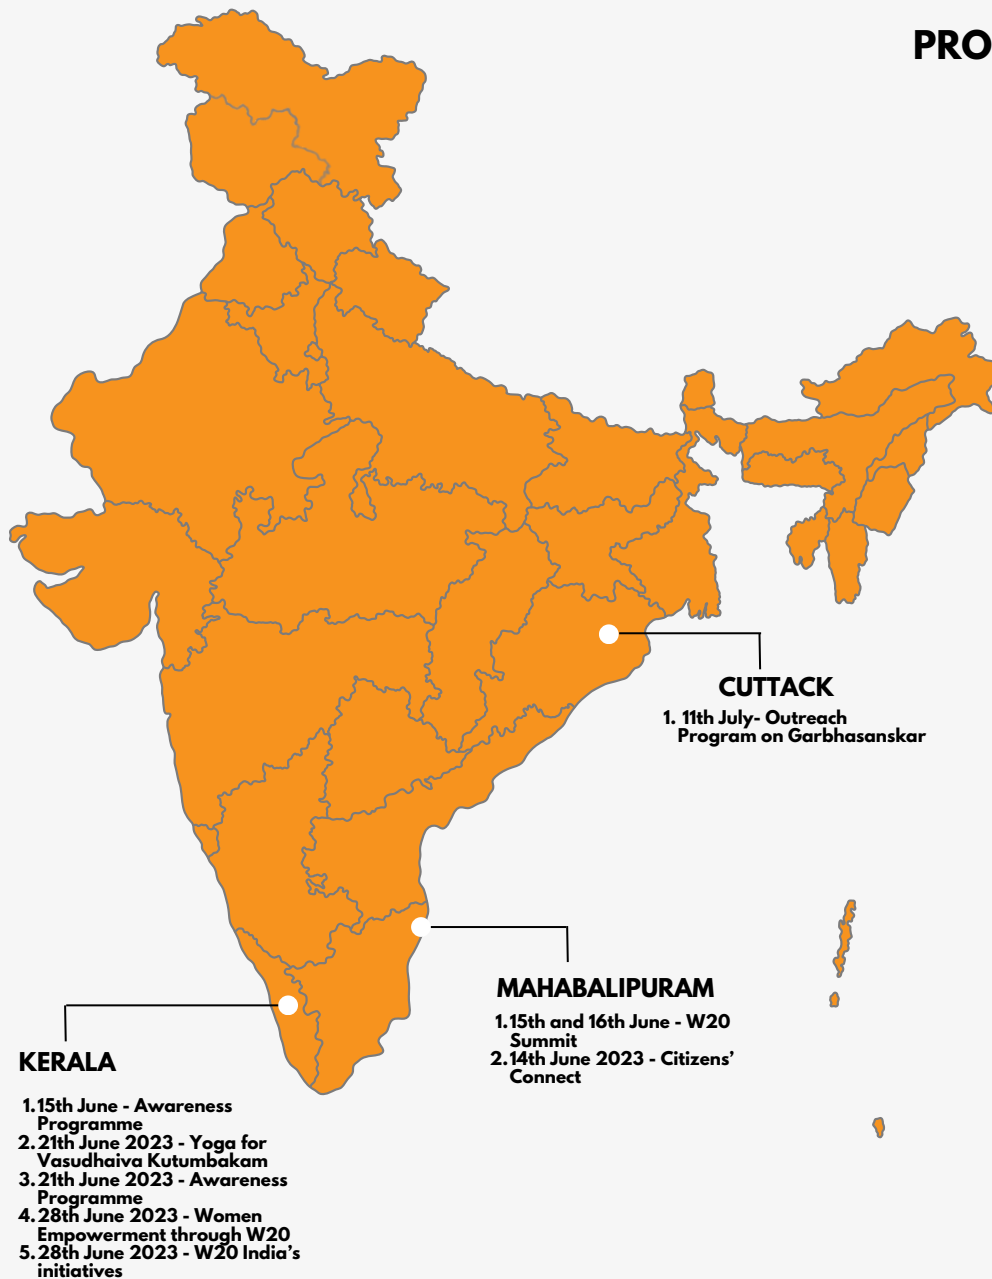 PRO
CUTTACK
1. 11th July- Outreach
Program on Garbhasanskar
MAHABALIPURAM
1. 15th and 16th June - W20
Summit
2. 14th June 2023 - Citizens’
Connect
KERALA
1. 15th June - Awareness
Programme
2. 21th June 2023 - Yoga for
Vasudhaiva Kutumbakam
3. 21th June 2023 - Awareness
Programme
4. 28th June 2023 - Women
Empowerment through W20
5. 28th June 2023 - W20 India’s
initiatives